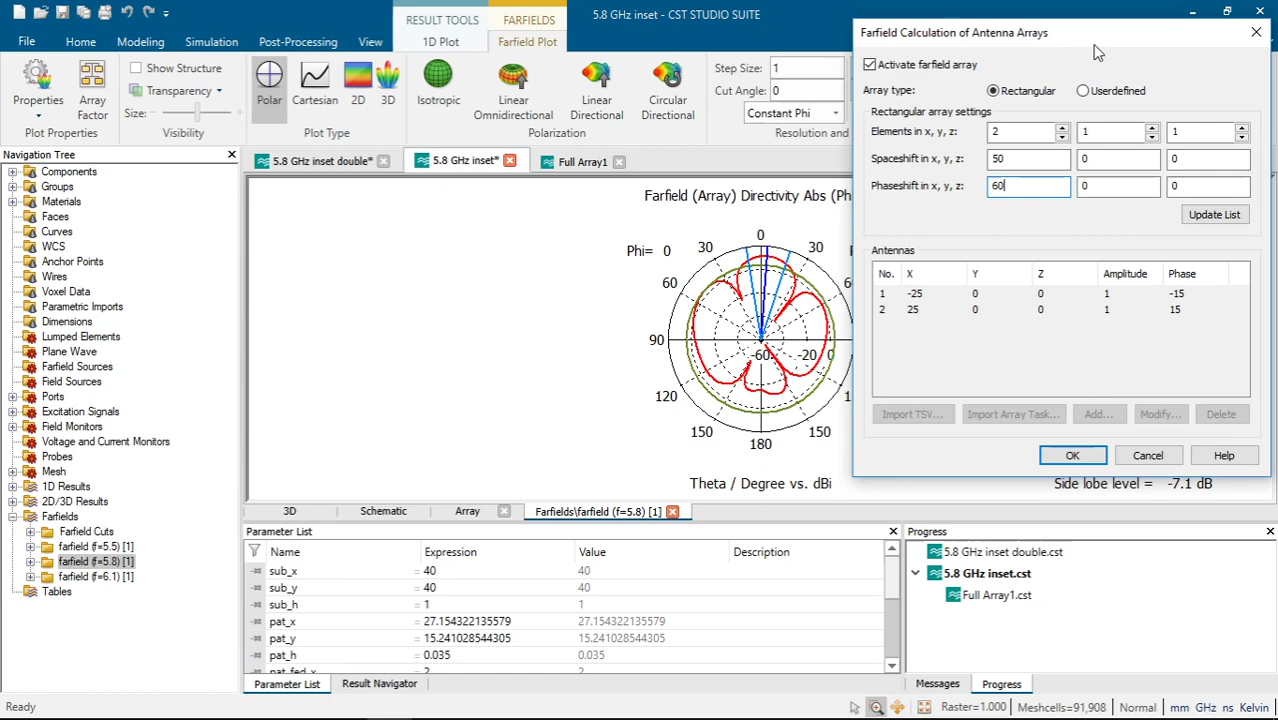 RESULT TOOLS
FARFIELDS
5.8 GHz inset - CST STUDIO SUITE
File
Home
Modeling
Simulation
Post-Processing
View
1D Plot
Farfield Plot
Properties
Array
Factor
Plot Properties
Show Structure
Transparency
Size:
Visibility
Polar
Cartesian
2D
3D
Plot Type
Isotropic
Linear
Omnidirectional
Linear
Directional
Circular
Directional
Polarization
Step Size: 1
Cut Angle: 0
Constant Phi
Resolution and
Navigation Tree
Components
Groups
Materials
Faces
Curves
WCS
Anchor Points
Wires
Voxel Data
Parametric Imports
Dimensions
Lumped Elements
Plane Wave
Farfield Sources
Field Sources
Ports
Excitation Signals
Field Monitors
Voltage and Current Monitors
Probes
Mesh
1D Results
2D/3D Results
Farfields
Farfield Cuts
farfield (f=5.5) [1]
farfield (f=5.8) [1]
farfield (f=6.1) [1]
Tables
5.8 GHz inset double*
5.8 GHz inset*
Full Array1
Farfield (Array) Directivity Abs (Ph
Phi= 0
0
30
30
60
60
90
-60
-20
0
120
1
150
150
180
Theta / Degree vs. dBi
Side lobe level = -7.1 dB
3D
Schematic
Array
Farfields\farfield (f=5.8) [1]
Farfield Calculation of Antenna Arrays
Activate farfield array
Array type:
Rectangular
Userdefined
Rectangular array settings
Elements in x, y, z: 2 1 1
Spaceshift in x, y, z: 50 0 0
Phaseshift in x, y, z: 60 0 0
Update List
Antennas
No. X Y Z Amplitude Phase
1 -25 0 0 1 -15
2 25 0 0 1 15
Import TSV...
Import Array Task...
Add...
Modify...
Delete
OK
Cancel
Help
Parameter List
Name Expression Value Description
sub_x = 40 40
sub_y = 40 40
sub_h = 1 1
pat_x = 27.154322135579 27.154322135579
pat_y = 15.241028544305 15.241028544305
pat_h = 0.035 0.035
pat_fed_x = 2 2
Parameter List
Result Navigator
Progress
5.8 GHz inset double.cst
5.8 GHz inset.cst
Full Array1.cst
Messages
Progress
Ready
Raster=1.000
Meshcells=91,908
Normal
mm GHz ns Kelvin